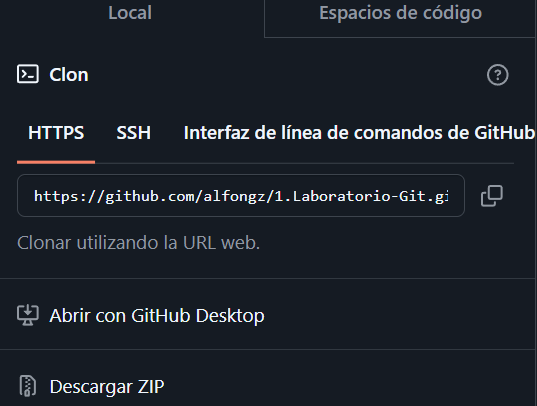 Local
Espacios de código
Clon
HTTPS
SSH
Interfaz de línea de comandos de GitHub
https://github.com/alfongz/1.Laboratorio-Git.gi
Clonar utilizando la URL web.
Abrir con GitHub Desktop
Descargar ZIP